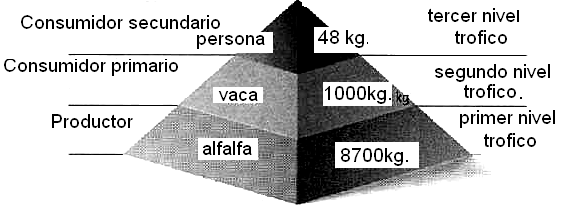 Consumidor secundario
persona
48 kg.
tercer nivel
trofico
Consumidor primario
vaca
1000kg. kg
segundo nivel
trofico.
Productor
alfalfa
8700kg.
primer nivel
trofico